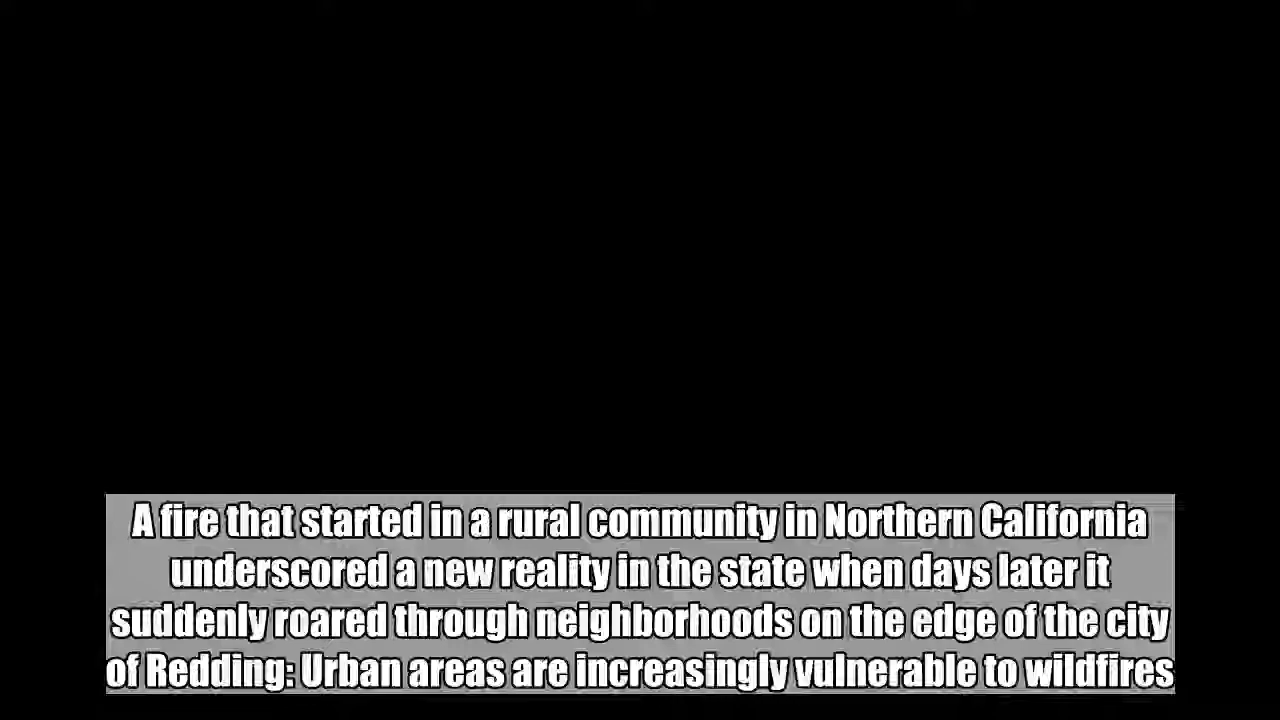 A fire that started in a rural community in Northern California
underscored a new reality in the state when days later it
suddenly roared through neighborhoods on the edge of the city
of Redding: Urban areas are increasingly vulnerable to wildfires